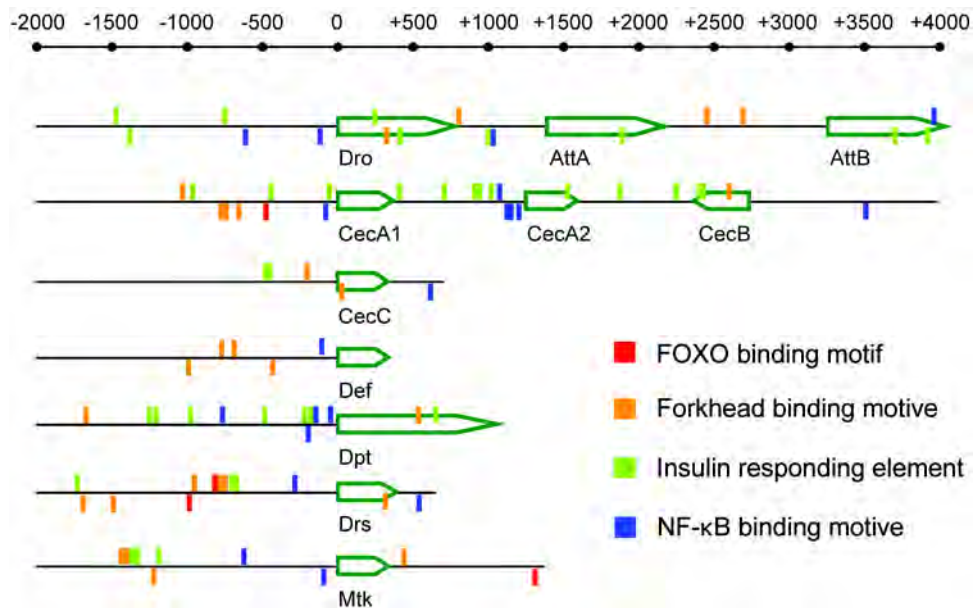 -2000 -1500 -1000 -500 0 +500 +1000 +1500 +2000 +2500 +3000 +3500 +4000
Dro AttA AttB
CecA1 CecA2 CecB
CecC
Def
Dpt
Drs
Mtk
FOXO binding motif
Forkhead binding motive
Insulin responding element
NF-κB binding motive